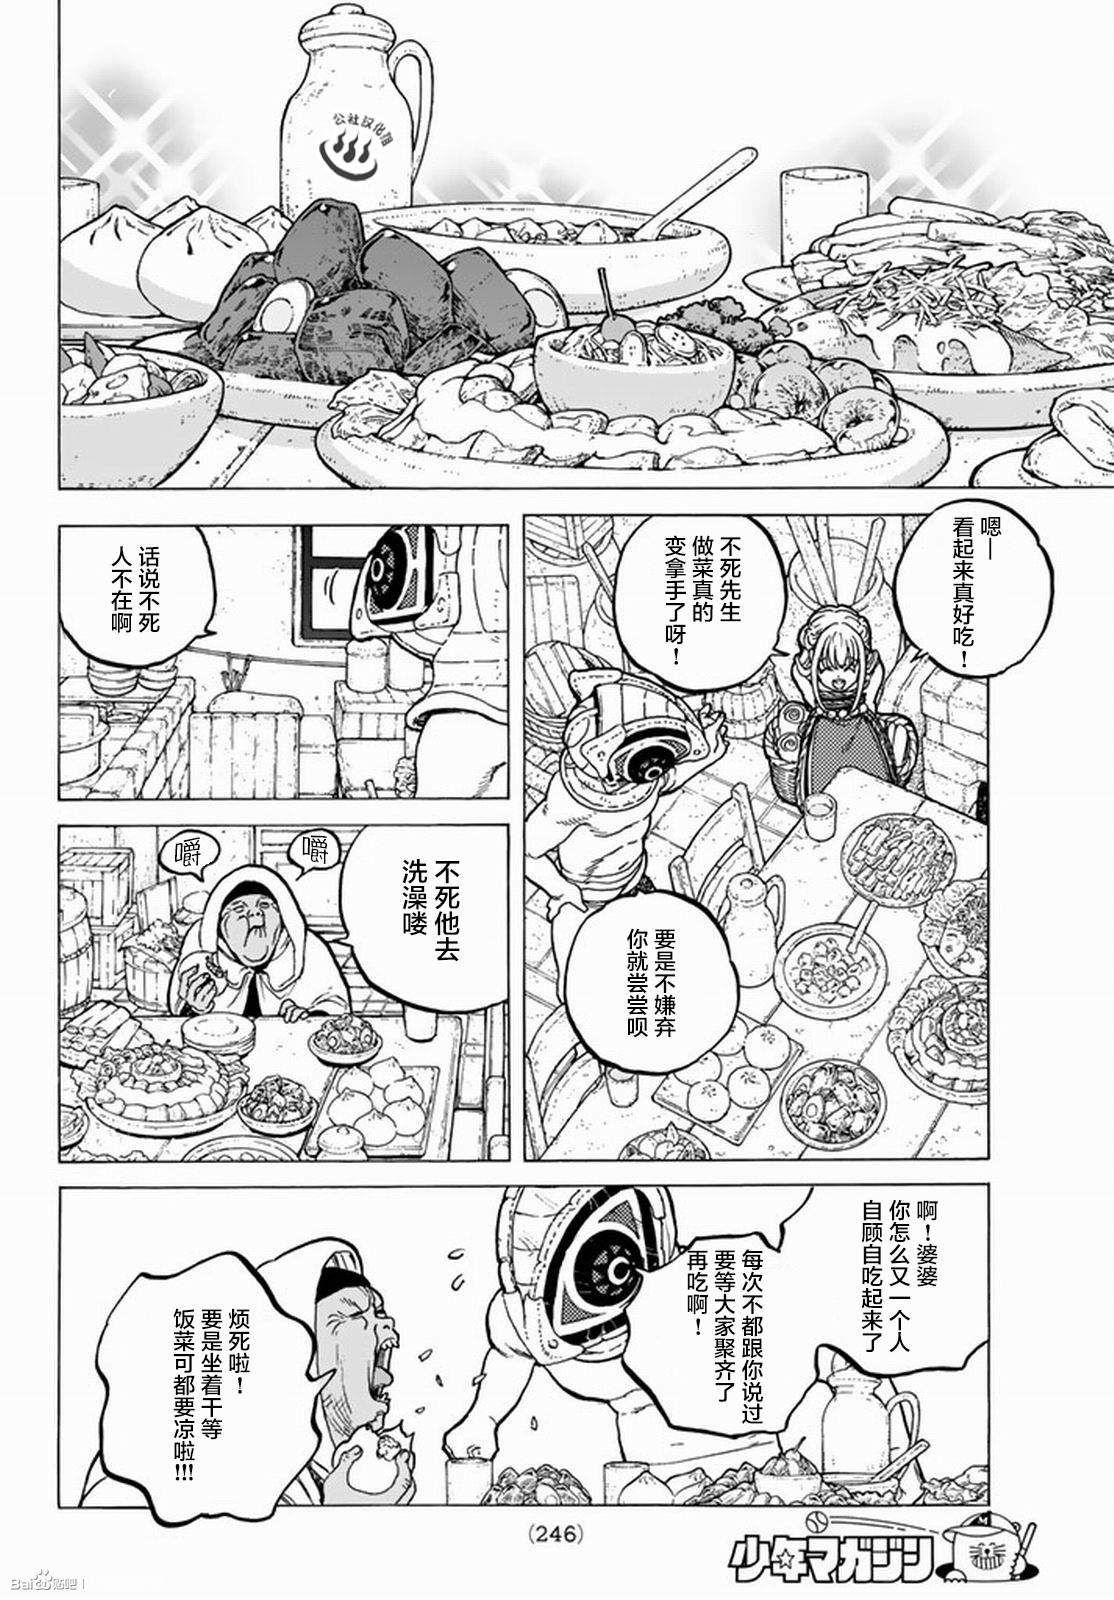 公社汉化组
嗯—
看起来真好吃！
不死先生
做菜真的
变拿手了呀！
要是不嫌弃
你就尝尝呗
话说不死
人不在啊
不死他去
洗澡喽
嚼
嚼
啊！婆婆
你怎么又一个人
自顾自吃起来了
每次不都跟你说过
要等大家聚齐了
再吃啊！
烦死啦！
要是坐着干等
饭菜可都要凉啦!!!
(246)
少年マガジン
Bai贴吧